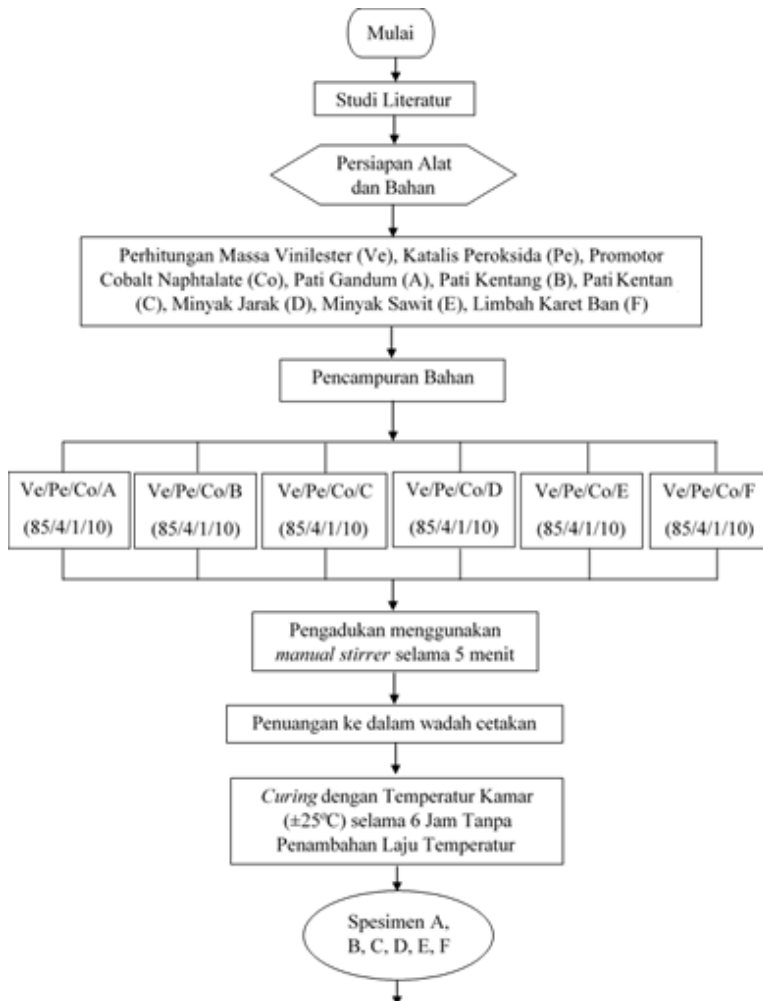 Mulai
Studi Literatur
Persiapan Alat
dan Bahan
Perhitungan Massa Vinilester (Ve), Katalis Peroksida (Pe), Promotor
Cobalt Naphtalate (Co), Pati Gandum (A), Pati Kentang (B), Pati Kentan
(C), Minyak Jarak (D), Minyak Sawit (E), Limbah Karet Ban (F)
Pencampuran Bahan
Ve/Pe/Co/A
(85/4/1/10)
Ve/Pe/Co/B
(85/4/1/10)
Ve/Pe/Co/C
(85/4/1/10)
Ve/Pe/Co/D
(85/4/1/10)
Ve/Pe/Co/E
(85/4/1/10)
Ve/Pe/Co/F
(85/4/1/10)
Pengadukan menggunakan
manual stirrer selama 5 menit
Penuangan ke dalam wadah cetakan
Curing dengan Temperatur Kamar
(±25ºC) selama 6 Jam Tanpa
Penambahan Laju Temperatur
Spesimen A,
B, C, D, E, F